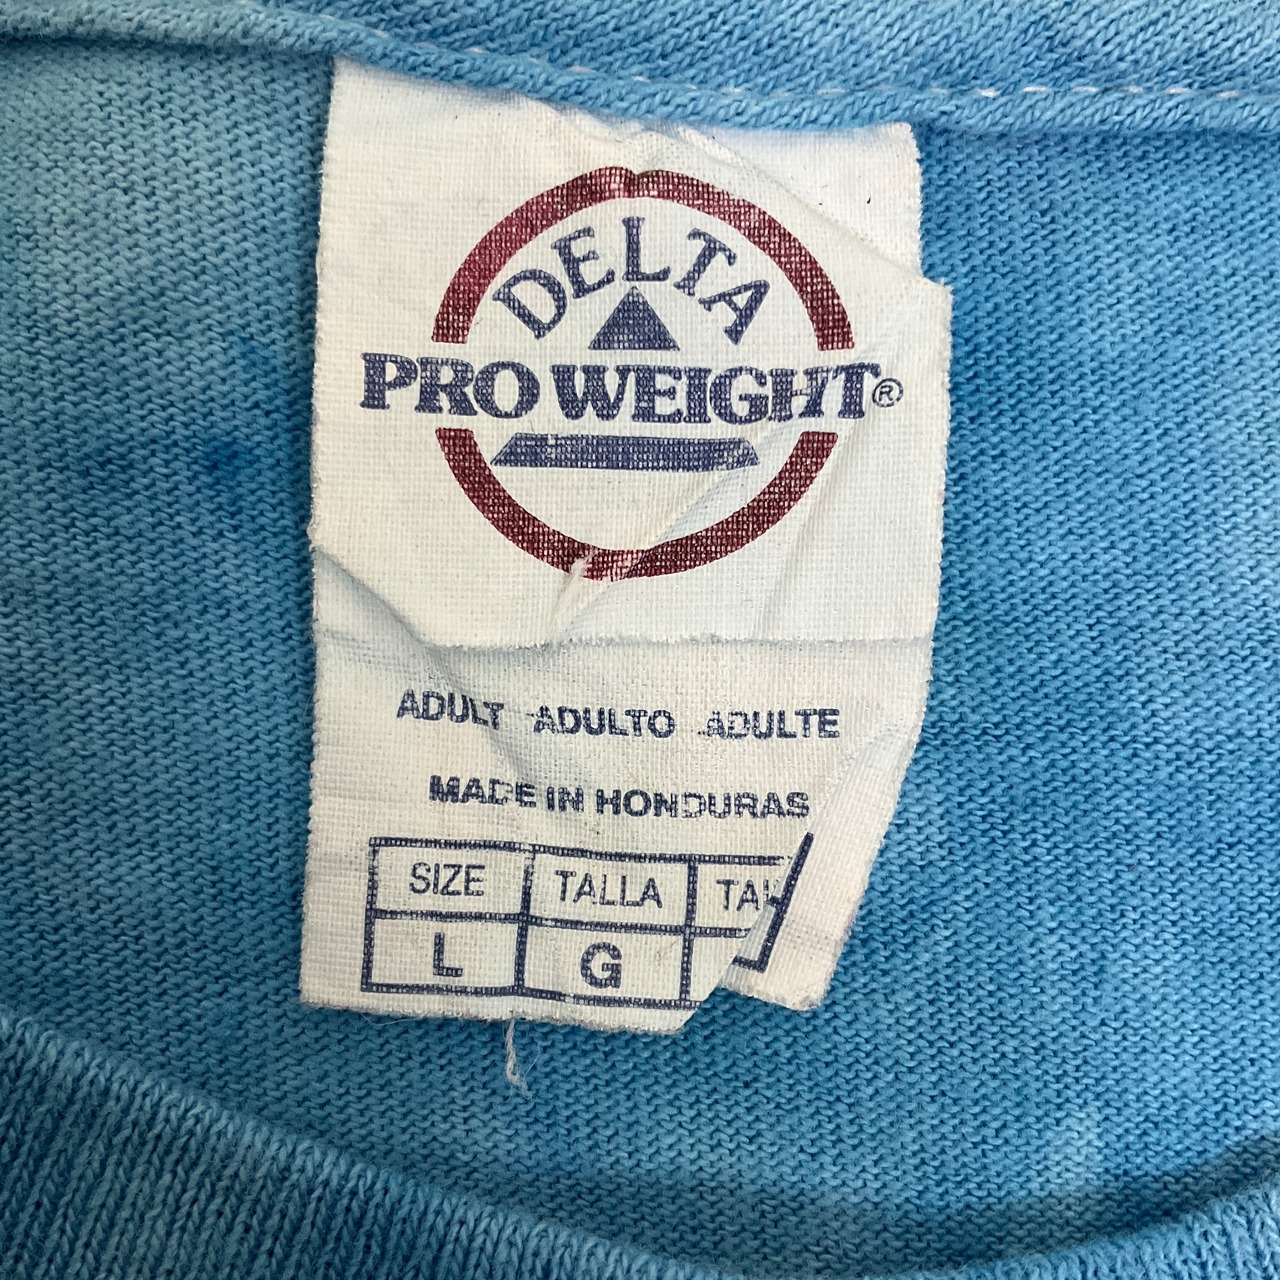 DELTA
PRO WEIGHT®
ADULT ADULTO ADULTE
MADE IN HONDURAS
SIZE TALLA
L G